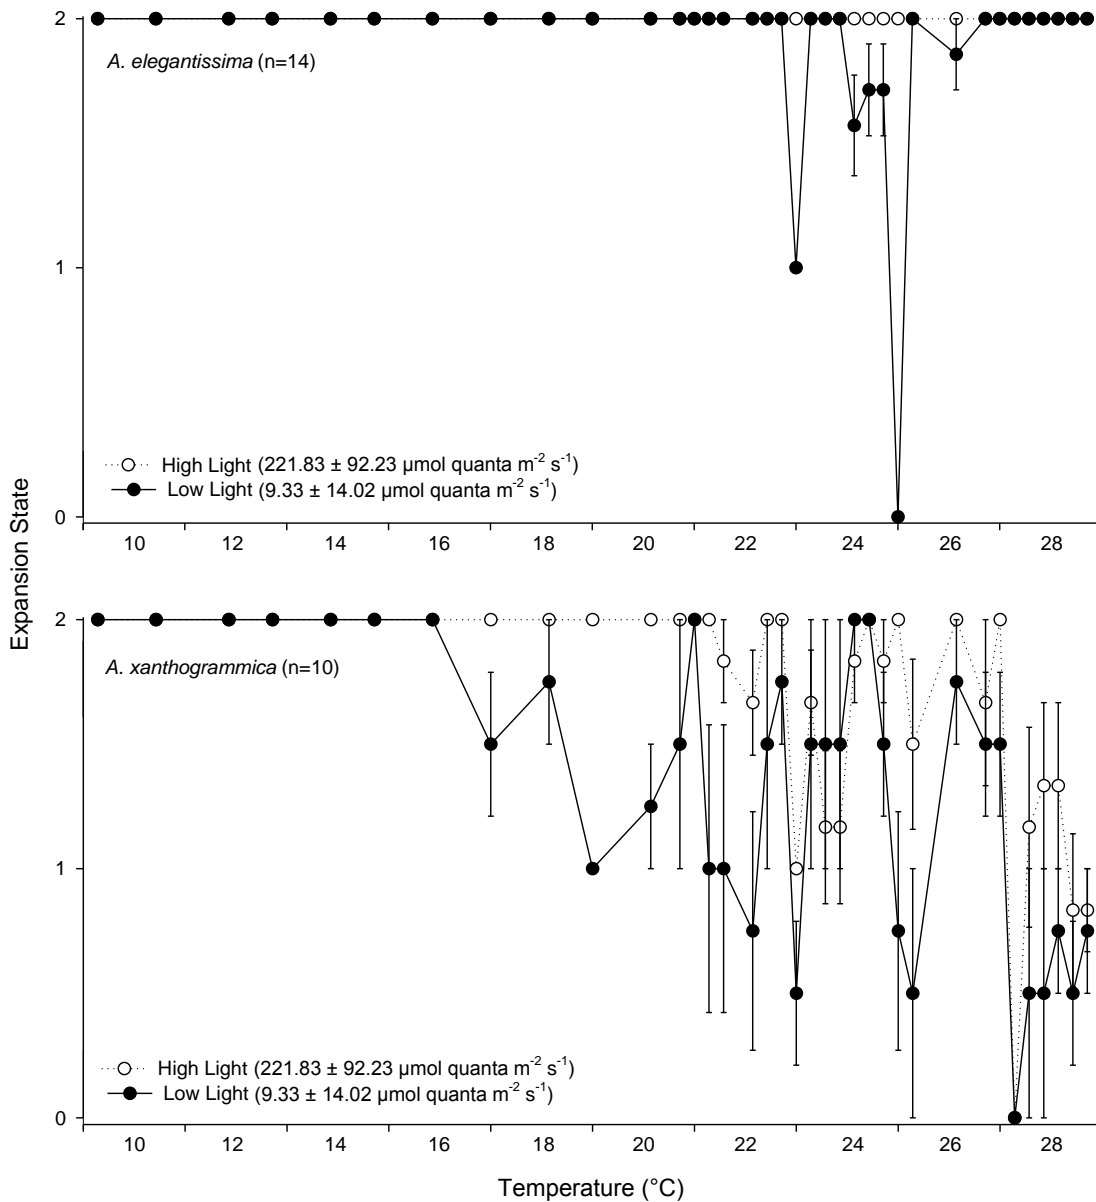 2
A. elegantissima (n=14)
1
High Light (221.83 ± 92.23 µmol quanta m⁻² s⁻¹)
Low Light (9.33 ± 14.02 µmol quanta m⁻² s⁻¹)
0
10 12 14 16 18 20 22 24 26 28
Expansion State
2
A. xanthogrammica (n=10)
1
High Light (221.83 ± 92.23 µmol quanta m⁻² s⁻¹)
Low Light (9.33 ± 14.02 µmol quanta m⁻² s⁻¹)
0
10 12 14 16 18 20 22 24 26 28
Temperature (°C)